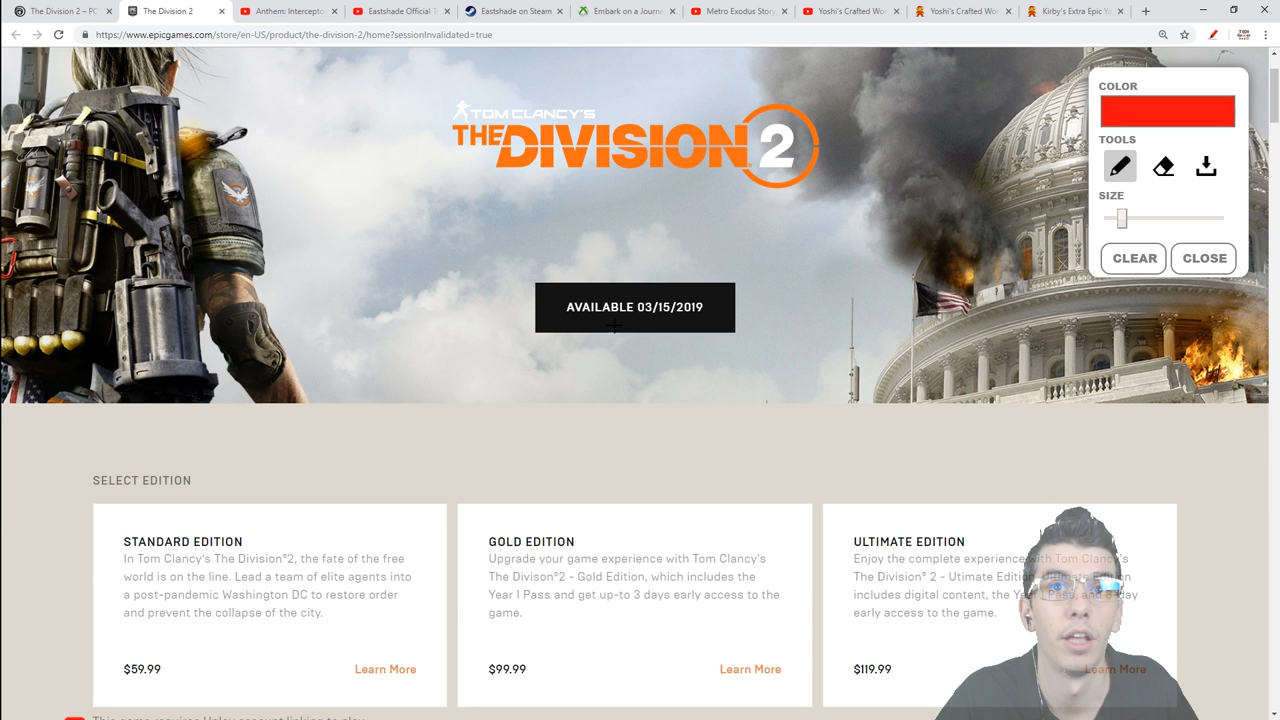 The Division 2 – PC
The Division 2
Anthem: Intercepto
Eastshade Official T
Eastshade on Steam
Embark on a Journe
Metro Exodus Story
Yoshi's Crafted Wo
Yoshi's Crafted Wo
Kirby's Extra Epic Y
https://www.epicgames.com/store/en-US/product/the-division-2/home?sessionInvalidated=true
TOM CLANCY'S
THE DIVISION 2
COLOR
TOOLS
SIZE
CLEAR CLOSE
AVAILABLE 03/15/2019
SELECT EDITION
STANDARD EDITION
In Tom Clancy's The Division®2, the fate of the free
world is on the line. Lead a team of elite agents into
a post-pandemic Washington DC to restore order
and prevent the collapse of the city.
$59.99 Learn More
GOLD EDITION
Upgrade your game experience with Tom Clancy's
The Divison® 2 - Gold Edition, which includes the
Year 1 Pass and get up-to 3 days early access to the
game.
$99.99 Learn More
ULTIMATE EDITION
Enjoy the complete experience with Tom Clancy's
The Division® 2 - Utimate Edition. Ultimate Edition
includes digital content, the Year 1 Pass, and 3 day
early access to the game.
$119.99 Learn More
This game requires Uplay account linking to play